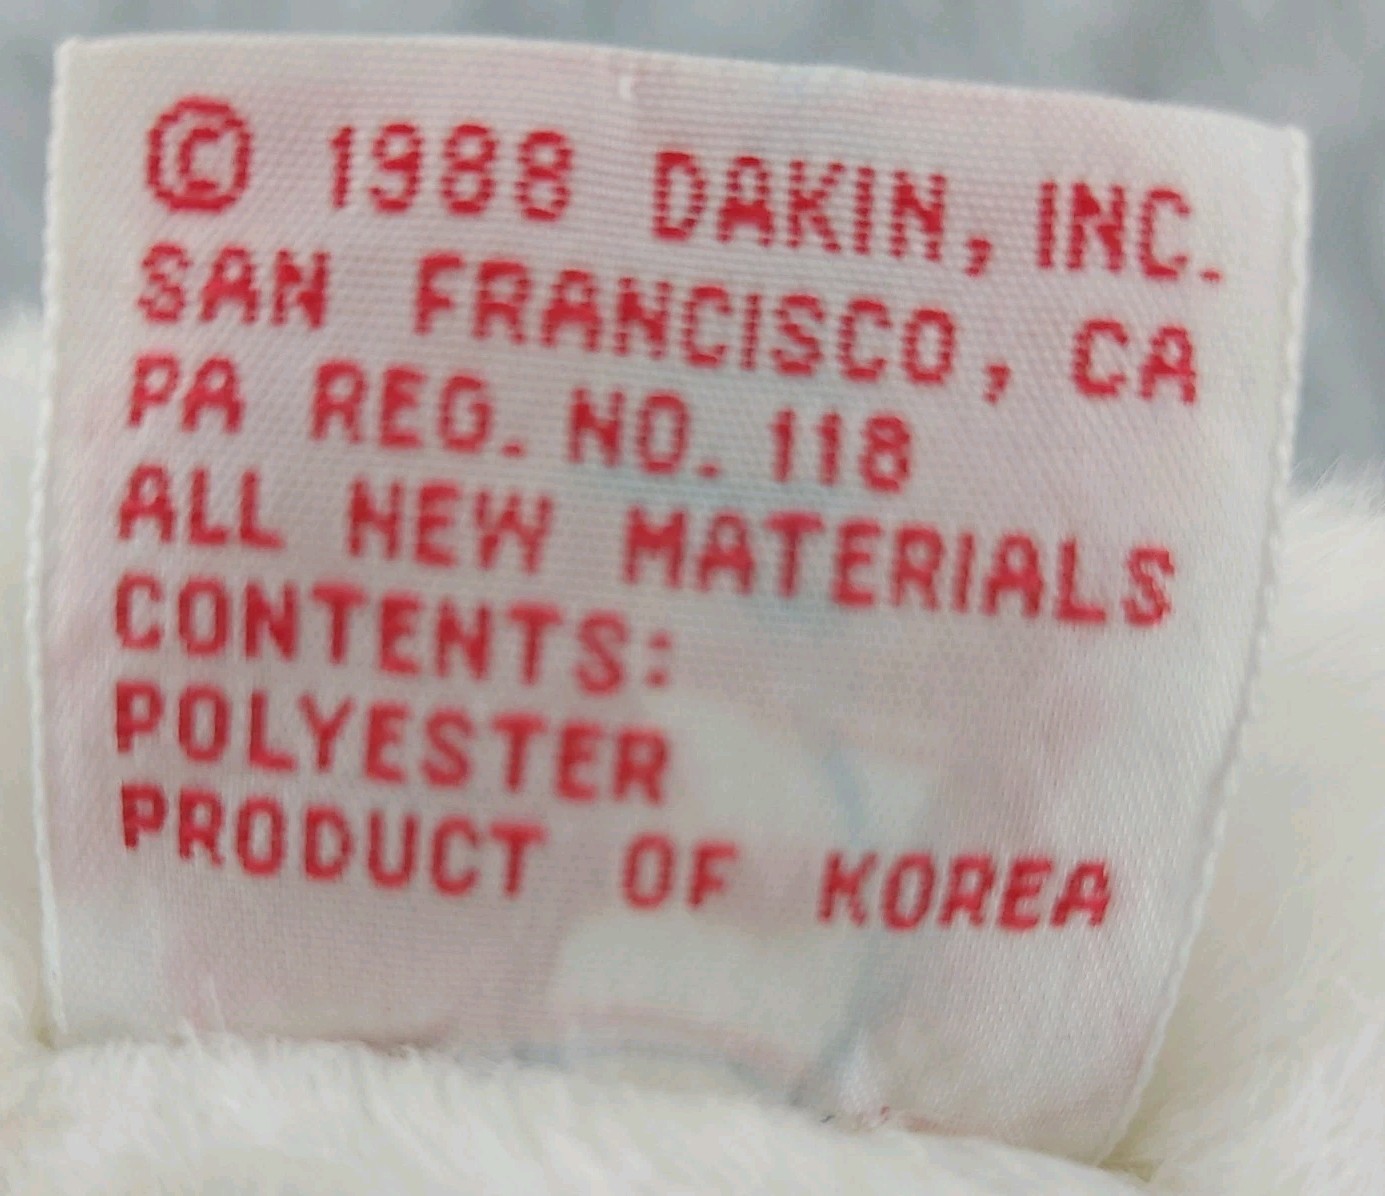 © 1988 DAKIN, INC.
SAN FRANCISCO, CA
PA REG. NO. 118
ALL NEW MATERIALS
CONTENTS:
POLYESTER
PRODUCT OF KOREA